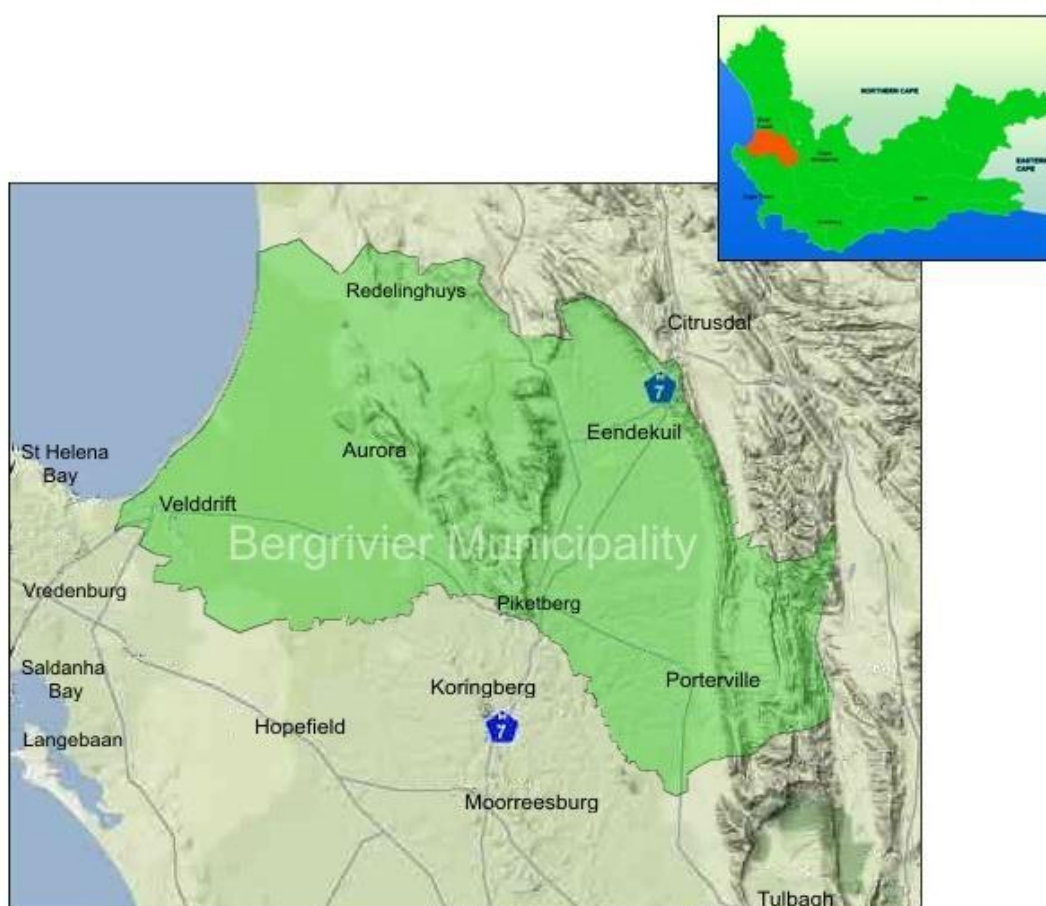 NORTHERN CAPE
EASTERN
CAPE
Redelinghuys
Citrusdal
7
Eendekuil
Aurora
St Helena
Bay
Velddrift
Bergrivier Municipality
Vredenburg
Piketberg
Saldanha
Bay
Porterville
Koringberg
7
Hopefield
Langebaan
Moorreesburg
Tulbagh